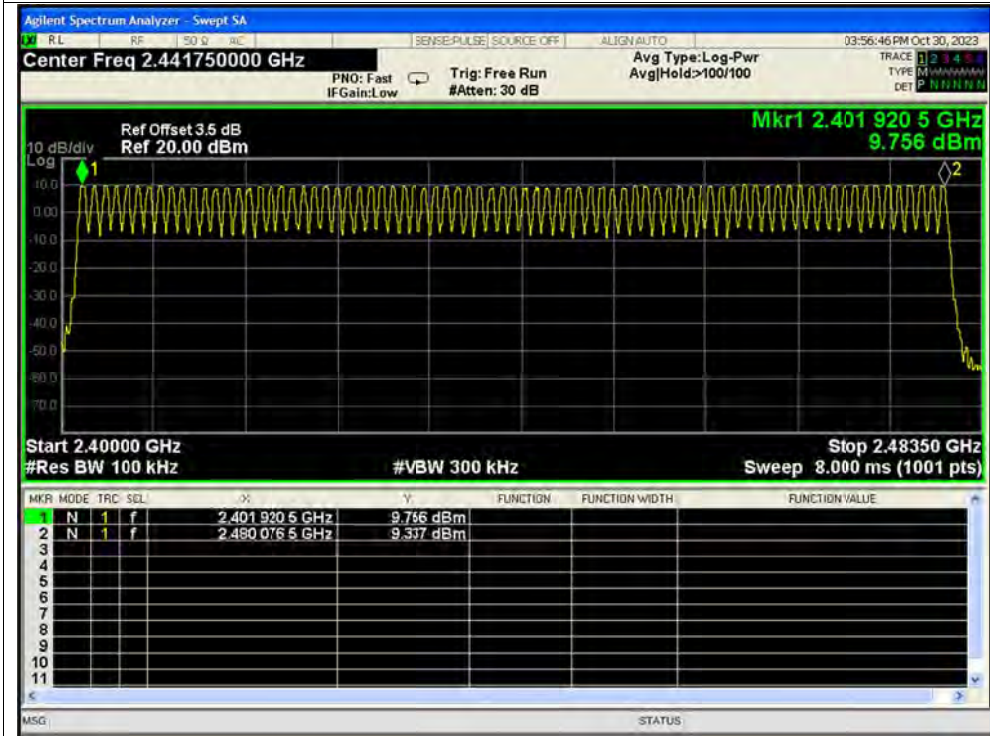 Agilent Spectrum Analyzer - Swept SA
RL RF 50 Ω AC SENSE:PULSE SOURCE OFF ALIGN AUTO 03:56:46 PM Oct 30, 2023
Center Freq 2.441750000 GHz Avg Type:Log-Pwr TRACE 1 2 3 4 5 6
PNO: Fast Trig: Free Run Avg|Hold:>100/100 TYPE M
IFGain:Low #Atten: 30 dB DET P N N N N N
Mkr1 2.401 920 5 GHz
Ref Offset 3.5 dB
10 dB/div Ref 20.00 dBm 9.756 dBm
Log
1
2
10.0
0.00
-10.0
-20.0
-30.0
-40.0
-50.0
-60.0
-70.0
Start 2.40000 GHz Stop 2.48350 GHz
#Res BW 100 kHz #VBW 300 kHz Sweep 8.000 ms (1001 pts)
MKR MODE TRC SCL X Y FUNCTION FUNCTION WIDTH FUNCTION VALUE
1 N 1 f 2.401 920 5 GHz 9.756 dBm
2 N 1 f 2.480 076 5 GHz 9.337 dBm
3
4
5
6
7
8
9
10
11
MSG STATUS